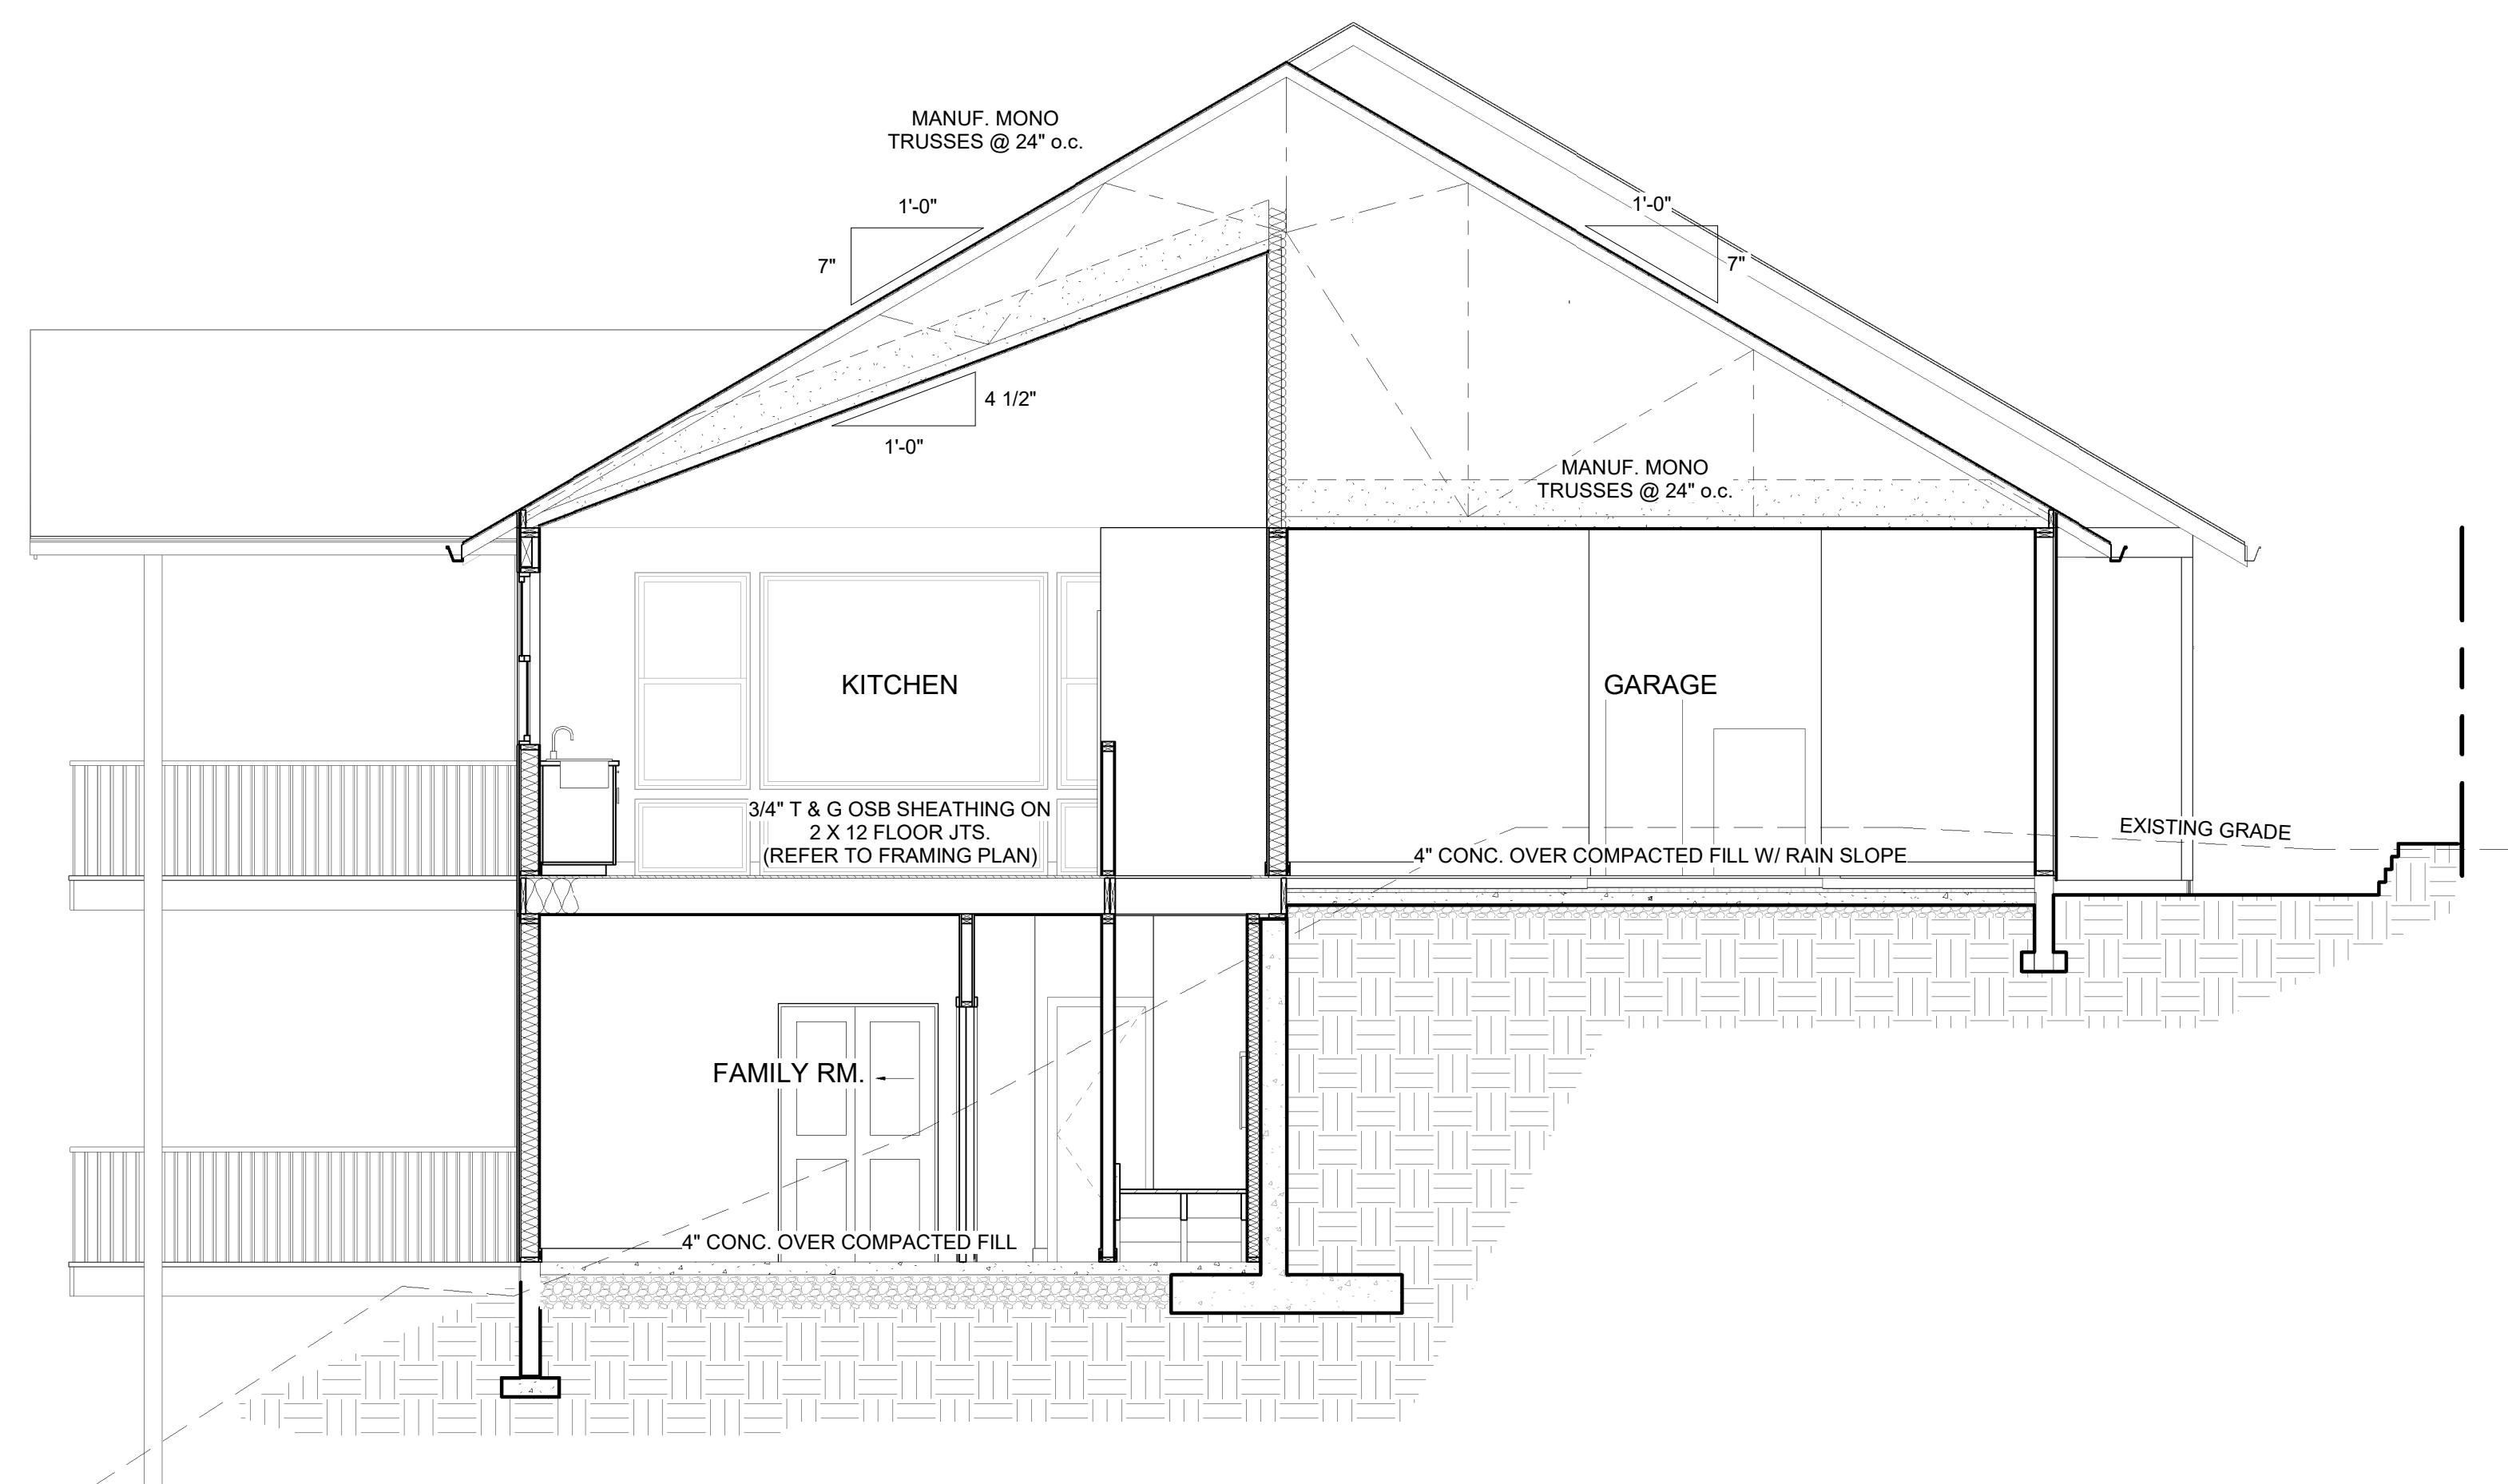 MANUF. MONO
TRUSSES @ 24" o.c.
1'-0"
7"
1'-0"
7"
4 1/2"
1'-0"
MANUF. MONO
TRUSSES @ 24" o.c.
KITCHEN
GARAGE
3/4" T & G OSB SHEATHING ON
2 X 12 FLOOR JTS.
(REFER TO FRAMING PLAN)
EXISTING GRADE
4" CONC. OVER COMPACTED FILL W/ RAIN SLOPE
FAMILY RM.
4" CONC. OVER COMPACTED FILL